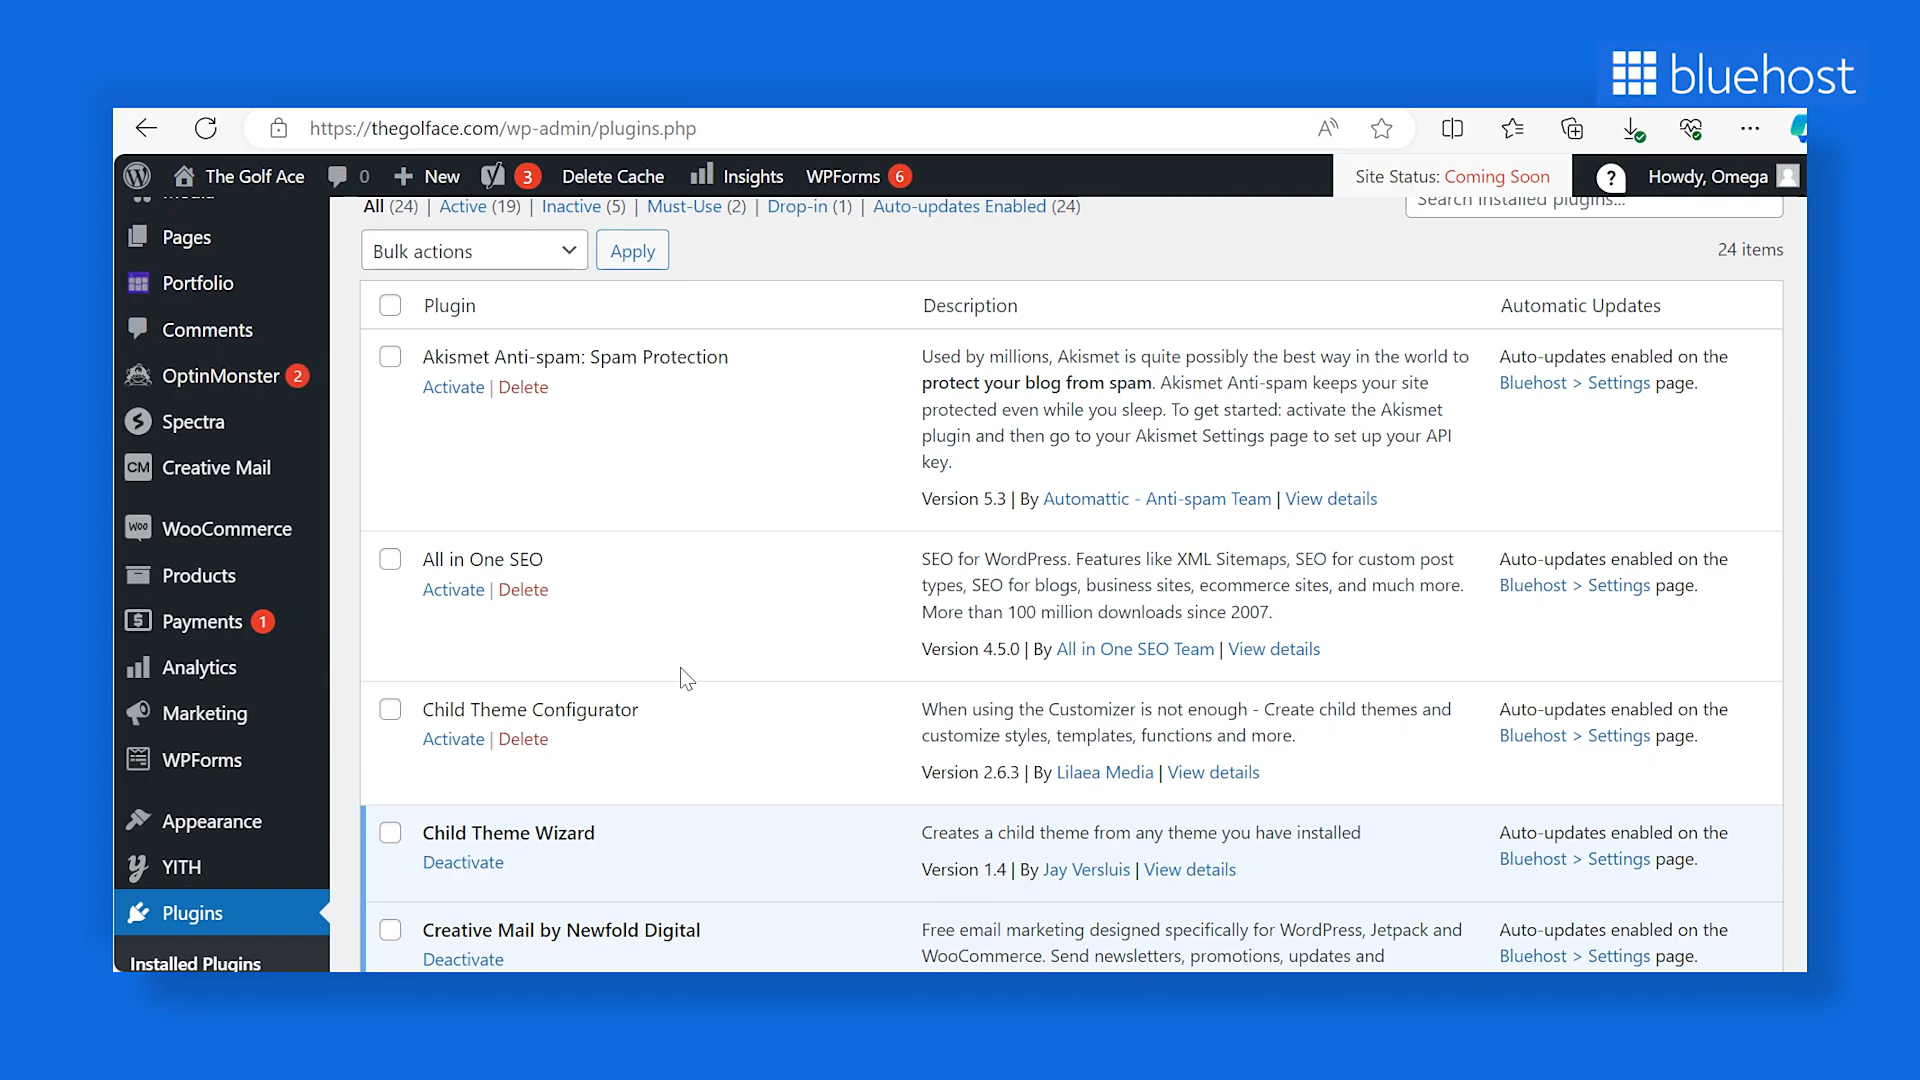 bluehost
https://thegolface.com/wp-admin/plugins.php
The Golf Ace 0 New 3 Delete Cache Insights WPForms 6 Site Status: Coming Soon ? Howdy, Omega
Media
Pages
Portfolio
Comments
OptinMonster 2
Spectra
CM Creative Mail
Woo WooCommerce
Products
Payments 1
Analytics
Marketing
WPForms
Appearance
YITH
Plugins
Installed Plugins
All (24) | Active (19) | Inactive (5) | Must-Use (2) | Drop-in (1) | Auto-updates Enabled (24)
Search installed plugins...
Bulk actions Apply
24 items
Plugin Description Automatic Updates
Akismet Anti-spam: Spam Protection
Activate | Delete
Used by millions, Akismet is quite possibly the best way in the world to
protect your blog from spam. Akismet Anti-spam keeps your site
protected even while you sleep. To get started: activate the Akismet
plugin and then go to your Akismet Settings page to set up your API
key.
Version 5.3 | By Automattic - Anti-spam Team | View details
Auto-updates enabled on the
Bluehost > Settings page.
All in One SEO
Activate | Delete
SEO for WordPress. Features like XML Sitemaps, SEO for custom post
types, SEO for blogs, business sites, ecommerce sites, and much more.
More than 100 million downloads since 2007.
Version 4.5.0 | By All in One SEO Team | View details
Auto-updates enabled on the
Bluehost > Settings page.
Child Theme Configurator
Activate | Delete
When using the Customizer is not enough - Create child themes and
customize styles, templates, functions and more.
Version 2.6.3 | By Lilaea Media | View details
Auto-updates enabled on the
Bluehost > Settings page.
Child Theme Wizard
Deactivate
Creates a child theme from any theme you have installed
Version 1.4 | By Jay Versluis | View details
Auto-updates enabled on the
Bluehost > Settings page.
Creative Mail by Newfold Digital
Deactivate
Free email marketing designed specifically for WordPress, Jetpack and
WooCommerce. Send newsletters, promotions, updates and
Auto-updates enabled on the
Bluehost > Settings page.